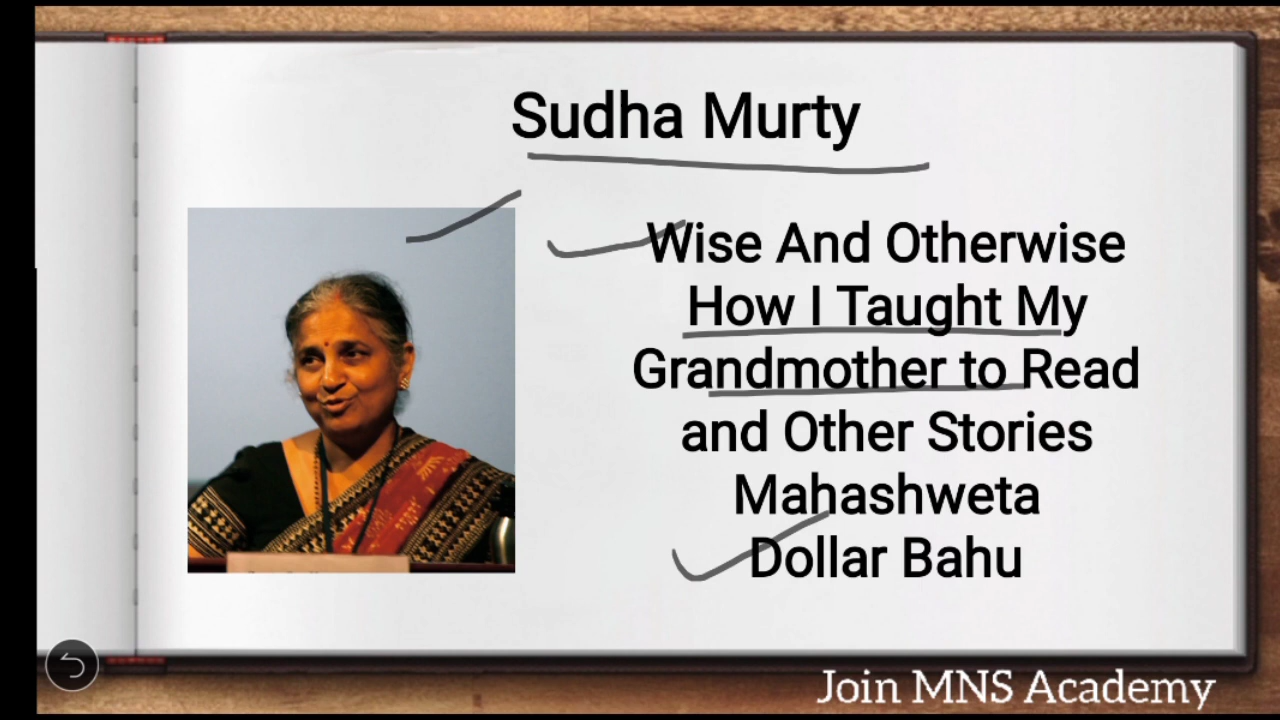 Sudha Murty
Wise And Otherwise
How I Taught My
Grandmother to Read
and Other Stories
Mahashweta
Dollar Bahu
Join MNS Academy